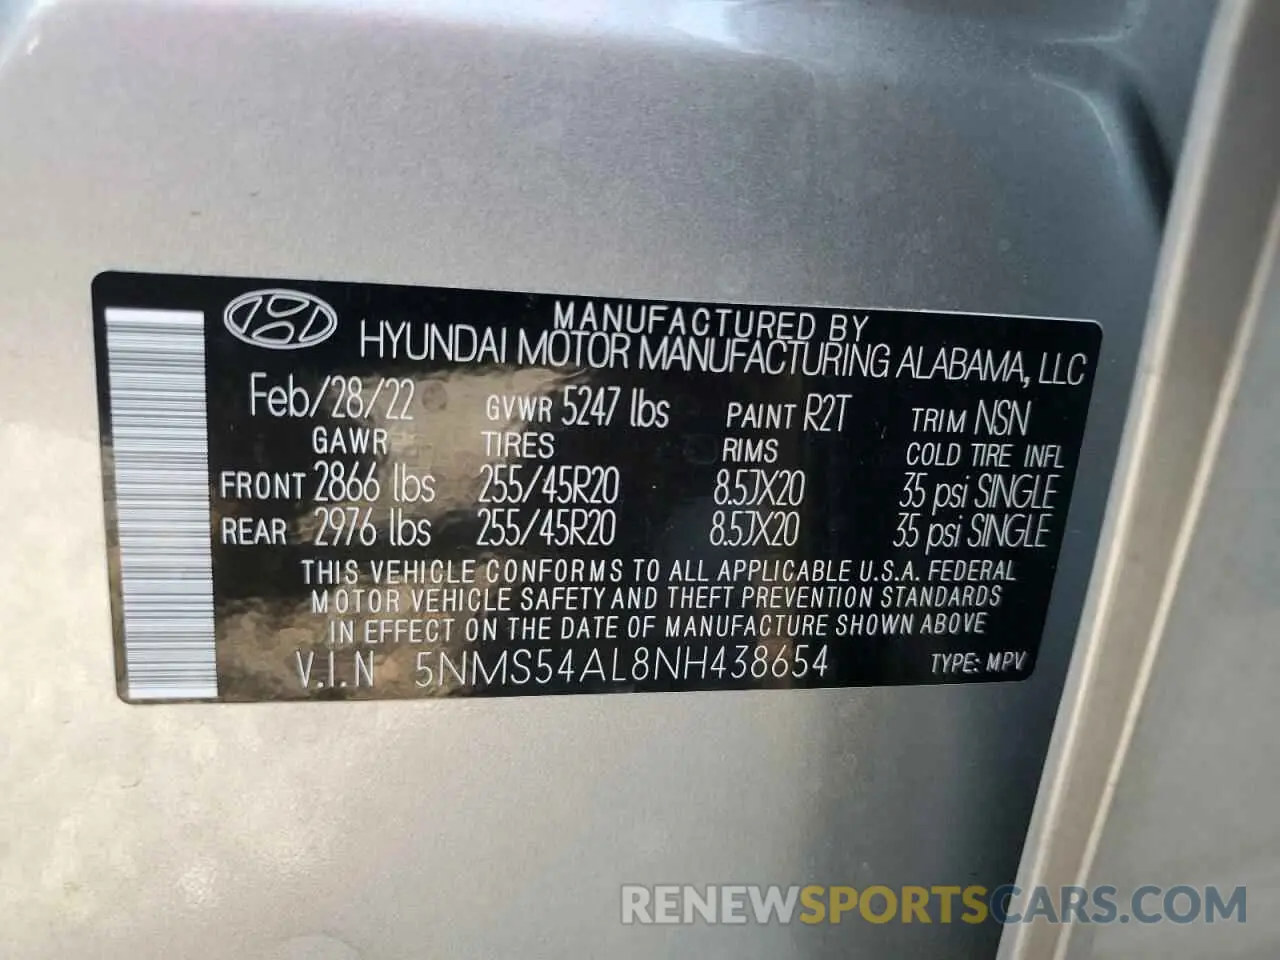 MANUFACTURED BY
HYUNDAI MOTOR MANUFACTURING ALABAMA, LLC
Feb/28/22 GVWR 5247 lbs PAINT R2T TRIM NSN
GAWR TIRES RIMS COLD TIRE INFL
FRONT 2866 lbs 255/45R20 8.5JX20 35 psi SINGLE
REAR 2976 lbs 255/45R20 8.5JX20 35 psi SINGLE
THIS VEHICLE CONFORMS TO ALL APPLICABLE U.S.A. FEDERAL
MOTOR VEHICLE SAFETY AND THEFT PREVENTION STANDARDS
IN EFFECT ON THE DATE OF MANUFACTURE SHOWN ABOVE
V.I.N 5NMS54AL8NH438654 TYPE: MPV
RENEWSPORTSCARS.COM